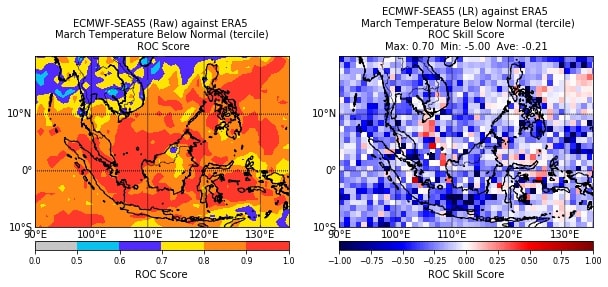 ECMWF-SEAS5 (Raw) against ERA5
March Temperature Below Normal (tercile)
ROC Score
10°N
0°
10°S
90°E 100°E 110°E 120°E 130°E
0.0 0.5 0.6 0.7 0.8 0.9 1.0
ROC Score
ECMWF-SEAS5 (LR) against ERA5
March Temperature Below Normal (tercile)
ROC Skill Score
Max: 0.70 Min: -5.00 Ave: -0.21
10°N
0°
10°S
90°E 100°E 110°E 120°E 130°E
−1.00 −0.75 −0.50 −0.25 0.00 0.25 0.50 0.75 1.00
ROC Skill Score